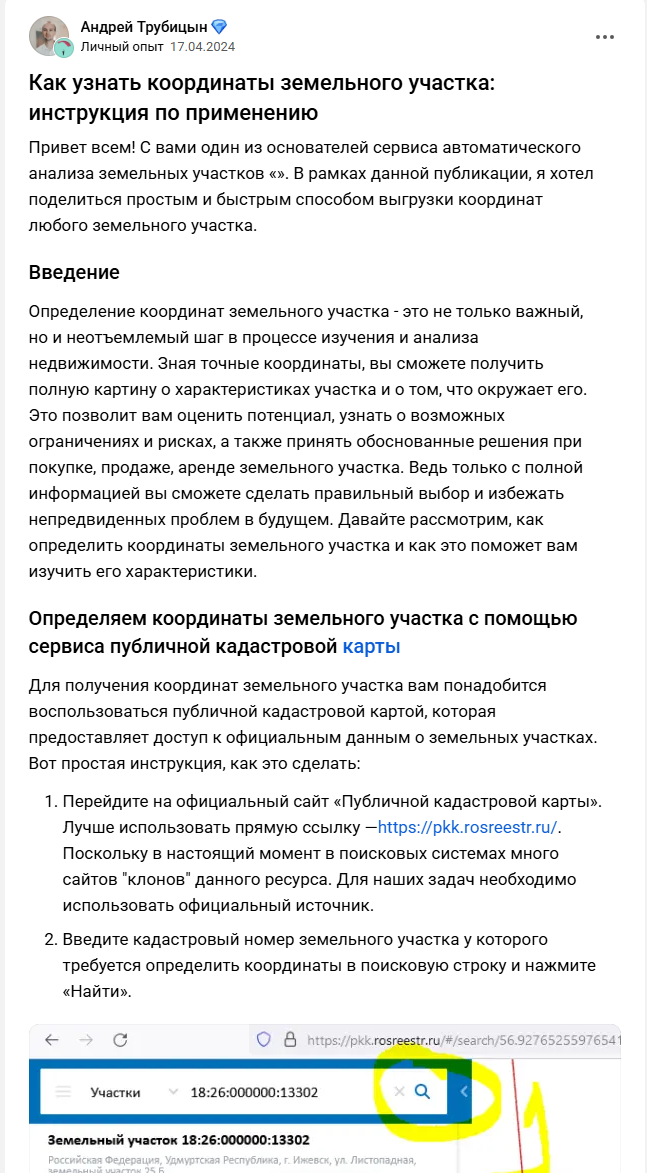 Андрей Трубицын
Личный опыт 17.04.2024
Как узнать координаты земельного участка:
инструкция по применению
Привет всем! С вами один из основателей сервиса автоматического
анализа земельных участков «». В рамках данной публикации, я хотел
поделиться простым и быстрым способом выгрузки координат
любого земельного участка.
Введение
Определение координат земельного участка - это не только важный,
но и неотъемлемый шаг в процессе изучения и анализа
недвижимости. Зная точные координаты, вы сможете получить
полную картину о характеристиках участка и о том, что окружает его.
Это позволит вам оценить потенциал, узнать о возможных
ограничениях и рисках, а также принять обоснованные решения при
покупке, продаже, аренде земельного участка. Ведь только с полной
информацией вы сможете сделать правильный выбор и избежать
непредвиденных проблем в будущем. Давайте рассмотрим, как
определить координаты земельного участка и как это поможет вам
изучить его характеристики.
Определяем координаты земельного участка с помощью
сервиса публичной кадастровой карты
Для получения координат земельного участка вам понадобится
воспользоваться публичной кадастровой картой, которая
предоставляет доступ к официальным данным о земельных участках.
Вот простая инструкция, как это сделать:
1. Перейдите на официальный сайт «Публичной кадастровой карты».
Лучше использовать прямую ссылку —https://pkk.rosreestr.ru/.
Поскольку в настоящий момент в поисковых системах много
сайтов "клонов" данного ресурса. Для наших задач необходимо
использовать официальный источник.
2. Введите кадастровый номер земельного участка у которого
требуется определить координаты в поисковую строку и нажмите
«Найти».
https://pkk.rosreestr.ru/#/search/56.92765255976541
Участки 18:26:000000:13302
1
Земельный участок 18:26:000000:13302
Российская Федерация, Удмуртская Республика, г. Ижевск, ул. Листопадная,
земельный участок 25 Б